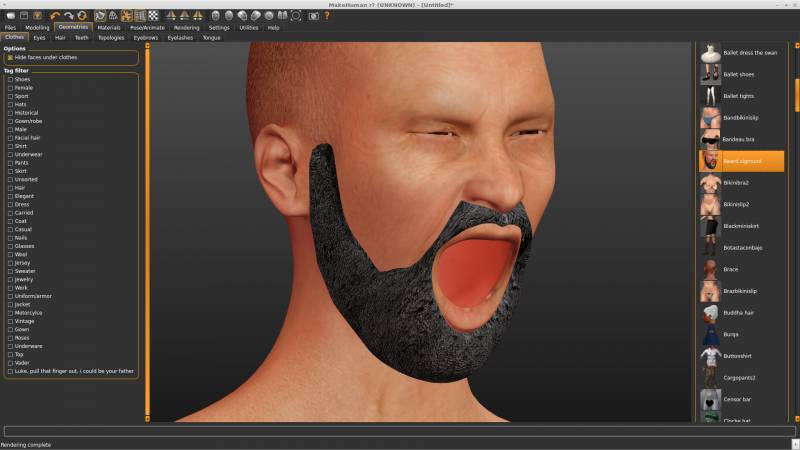 MakeHuman r? (UNKNOWN) - [Untitled]*
Files Modelling Geometries Materials Pose/Animate Rendering Settings Utilities Help
Clothes Eyes Hair Teeth Topologies Eyebrows Eyelashes Tongue
Options
Hide faces under clothes
Tag filter
Shoes
Female
Sport
Hats
Historical
Gown/robe
Male
Facial hair
Shirt
Underwear
Pants
Skirt
Unsorted
Hair
Elegant
Dress
Carried
Coat
Casual
Nails
Glasses
Wool
Jersey
Sweater
Jewelry
Work
Uniform/armor
Jacket
Motorcylce
Vintage
Gown
Roses
Underware
Top
Vader
Luke, pull that finger out, i could be your father
Ballet dress the swan
Ballet shoes
Ballet tights
Bandbikinislip
Bandeau bra
Beard sigmund
Bikinibra2
Bikinislip2
Blackminiskirt
Botastaconbajo
Brace
Brazbikinislip
Buddha hair
Burqa
Buttonshirt
Cargopants2
Censor bar
Cloche hat
Rendering complete